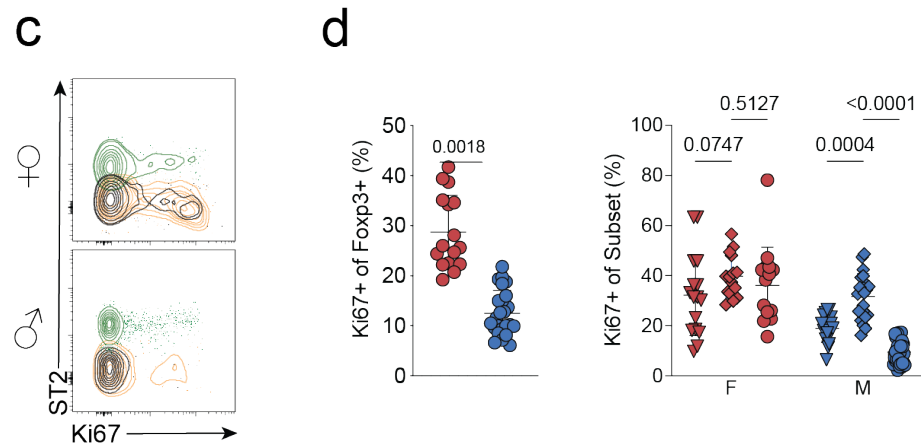 c
♀
♂
ST2
Ki67
d
Ki67+ of Foxp3+ (%)
50
40
30
20
10
0
0.0018
Ki67+ of Subset (%)
100
80
60
40
20
0
0.5127
<0.0001
0.0747
0.0004
F
M